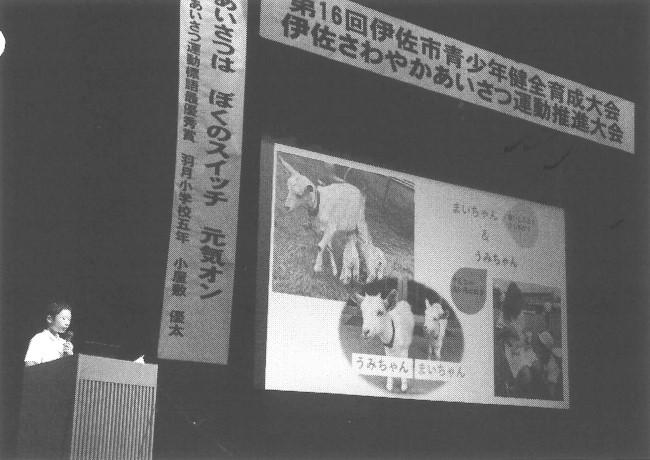 第16回伊佐市青少年健全育成大会
伊佐さわやかあいさつ運動推進大会
あいさつは ぼくのスイッチ 元気オン
あいさつ運動標語最優秀賞 羽月小学校五年 小屋敷 優太
まいちゃん
&
うみちゃん
うみちゃん
まいちゃん